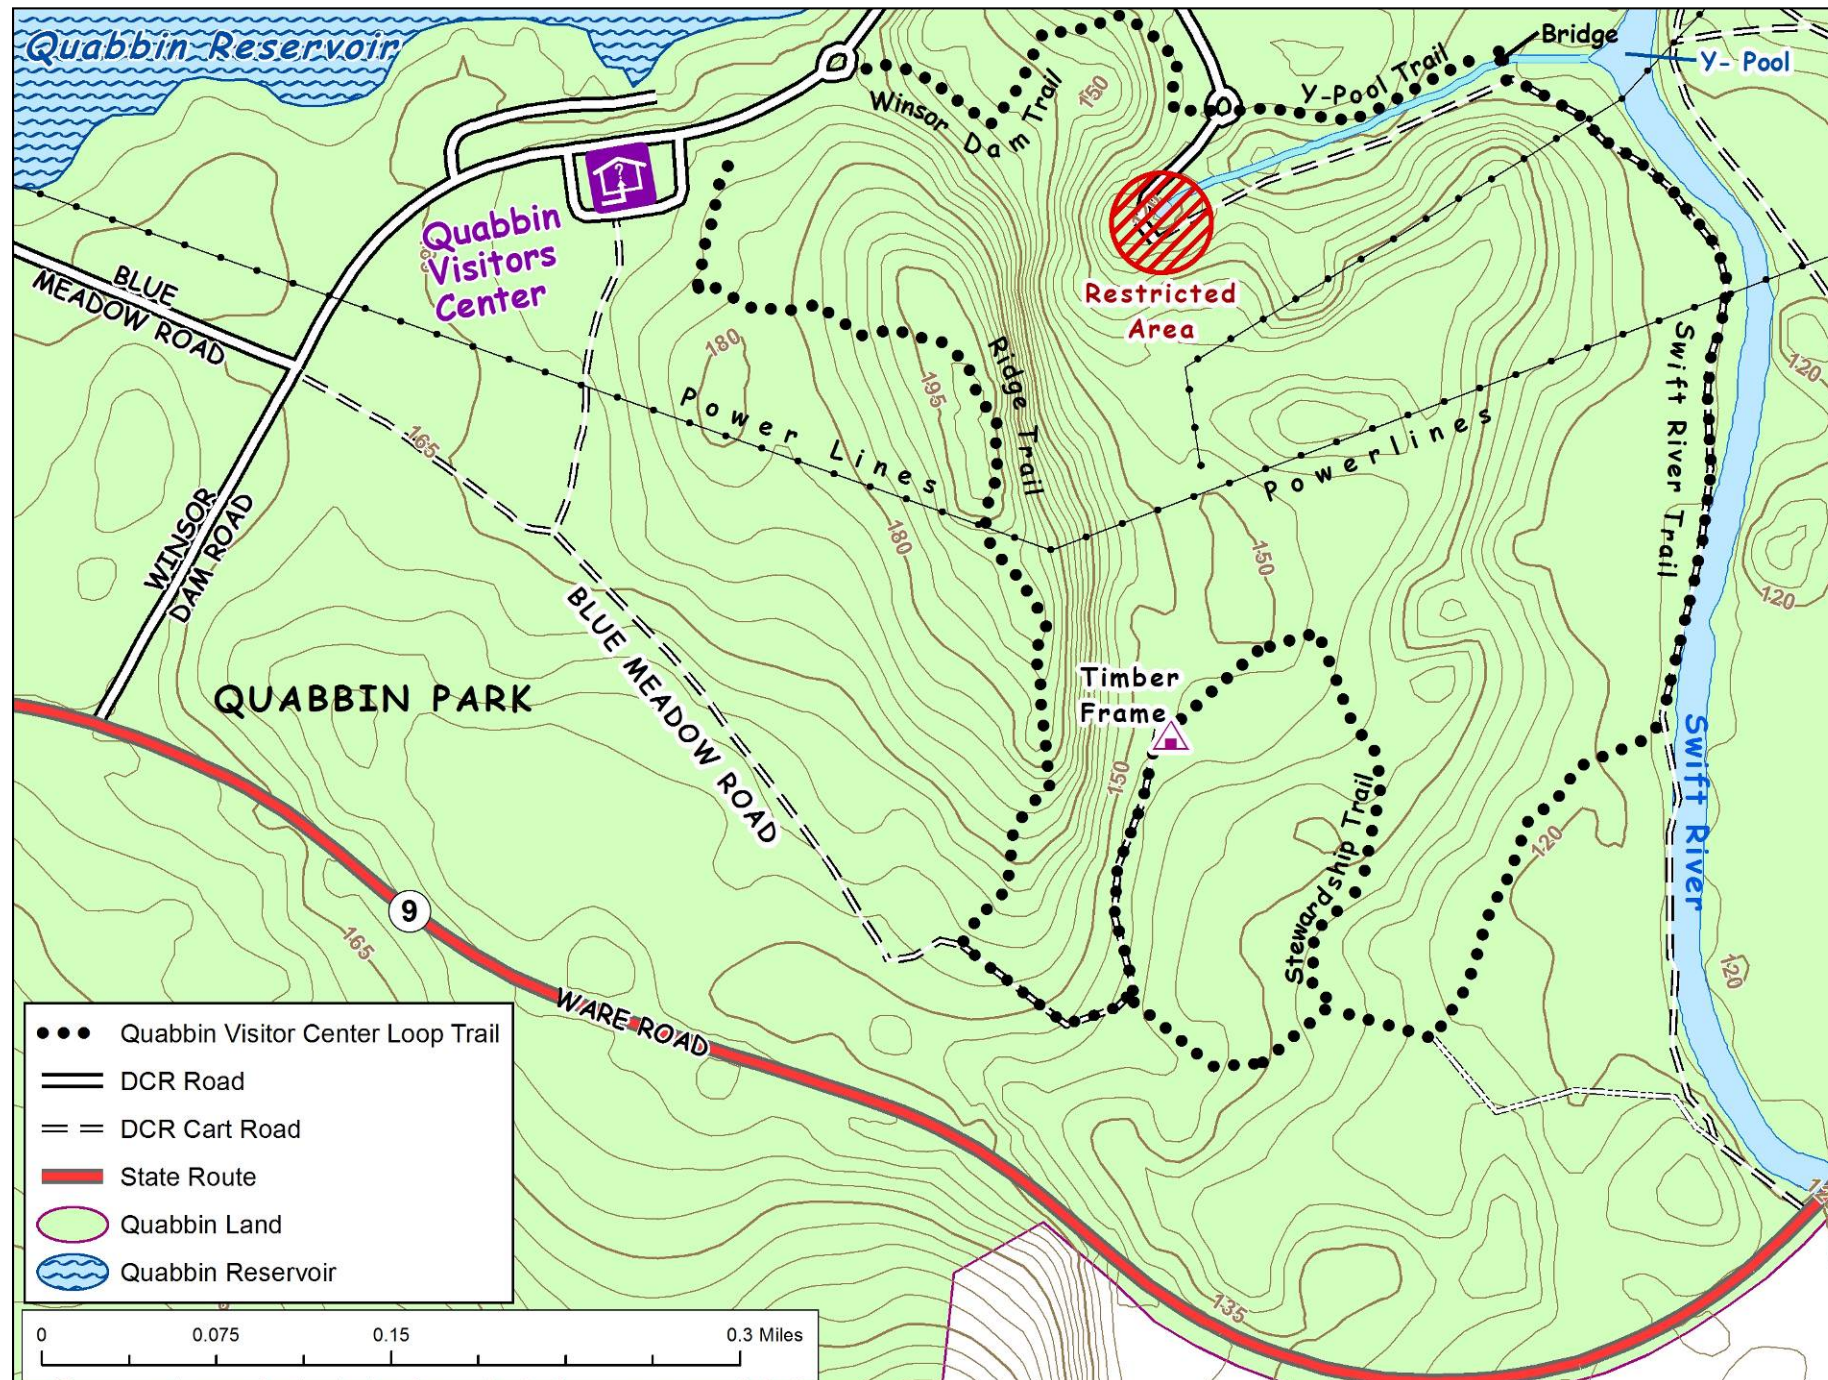 Quabbin Reservoir
Bridge
Y- Pool
Y-Pool Trail
Winsor Dam Trail
150
?
Quabbin
Visitors
Center
Restricted
Area
BLUE
MEADOW ROAD
180
195
Ridge Trail
Power Lines
Powerlines
Swift River Trail
120
165
WINSOR
DAM ROAD
180
150
120
BLUE MEADOW ROAD
QUABBIN PARK
Timber
Frame
150
Stewardship Trail
120
Swift River
9
165
120
WARE ROAD
135
Quabbin Visitor Center Loop Trail
DCR Road
DCR Cart Road
State Route
Quabbin Land
Quabbin Reservoir
0 0.075 0.15 0.3 Miles